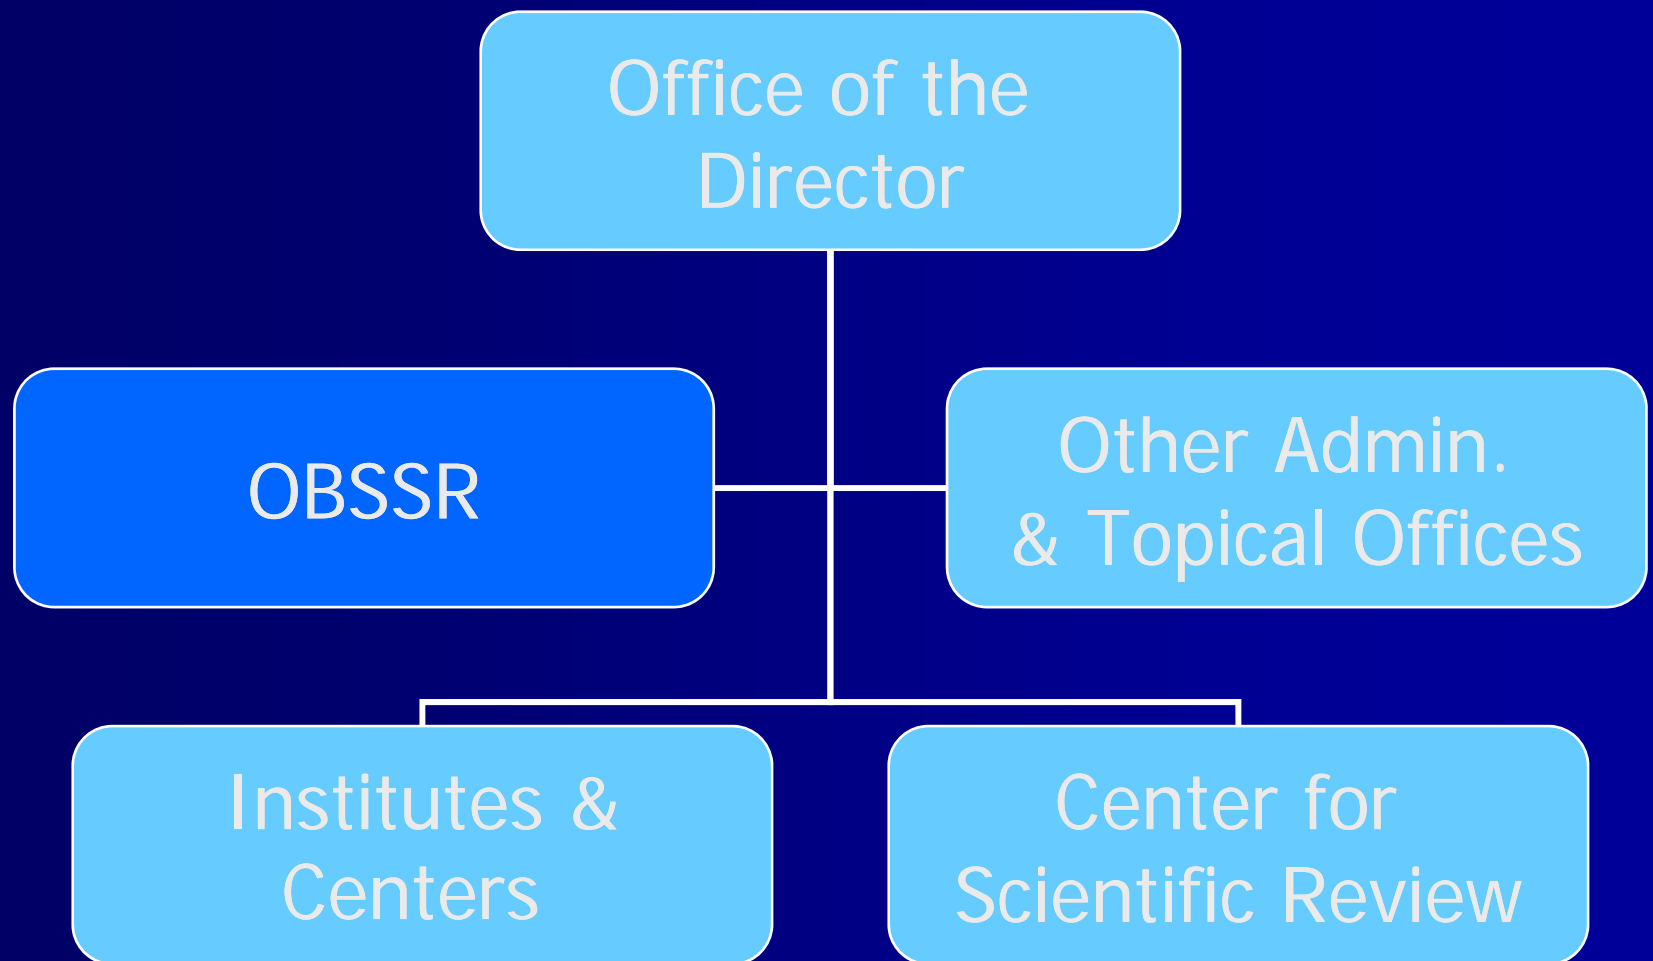 Office of the
Director
OBSSR
Other Admin.
& Topical Offices
Institutes &
Centers
Center for
Scientific Review